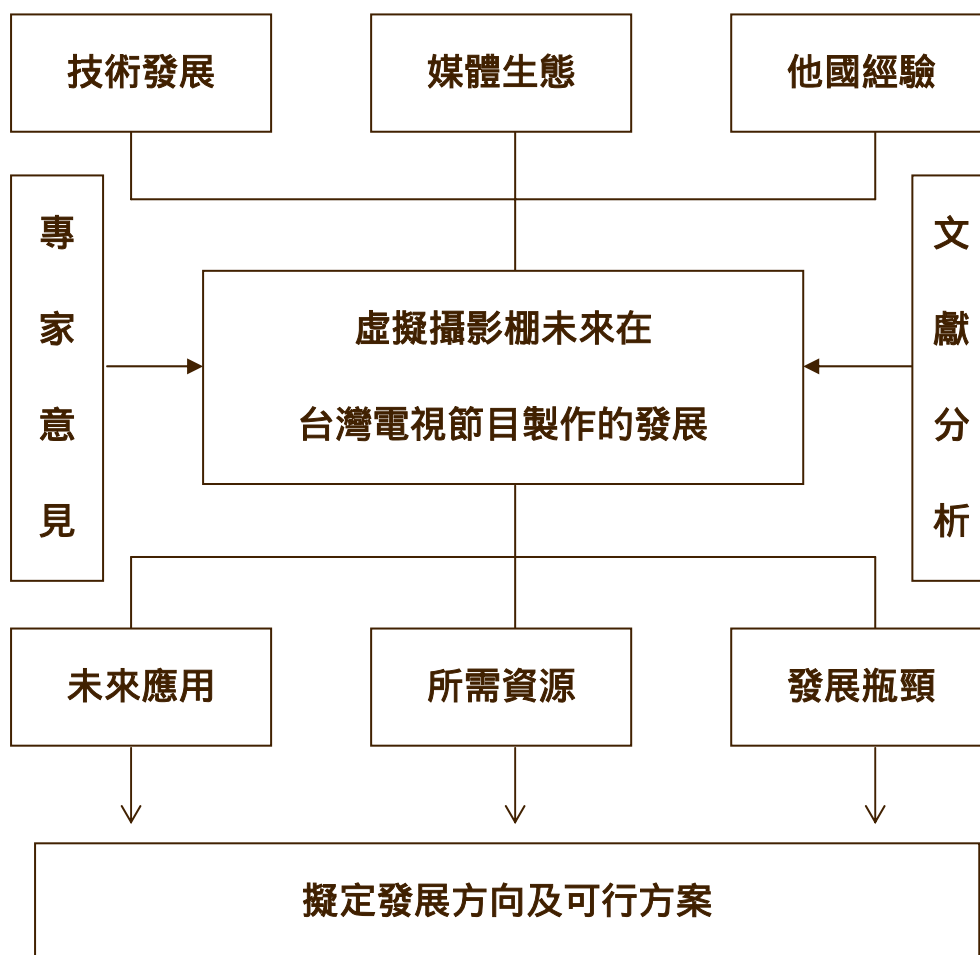 技術發展
媒體生態
他國經驗
專家意見
虛擬攝影棚未來在
台灣電視節目製作的發展
文獻分析
未來應用
所需資源
發展瓶頸
擬定發展方向及可行方案